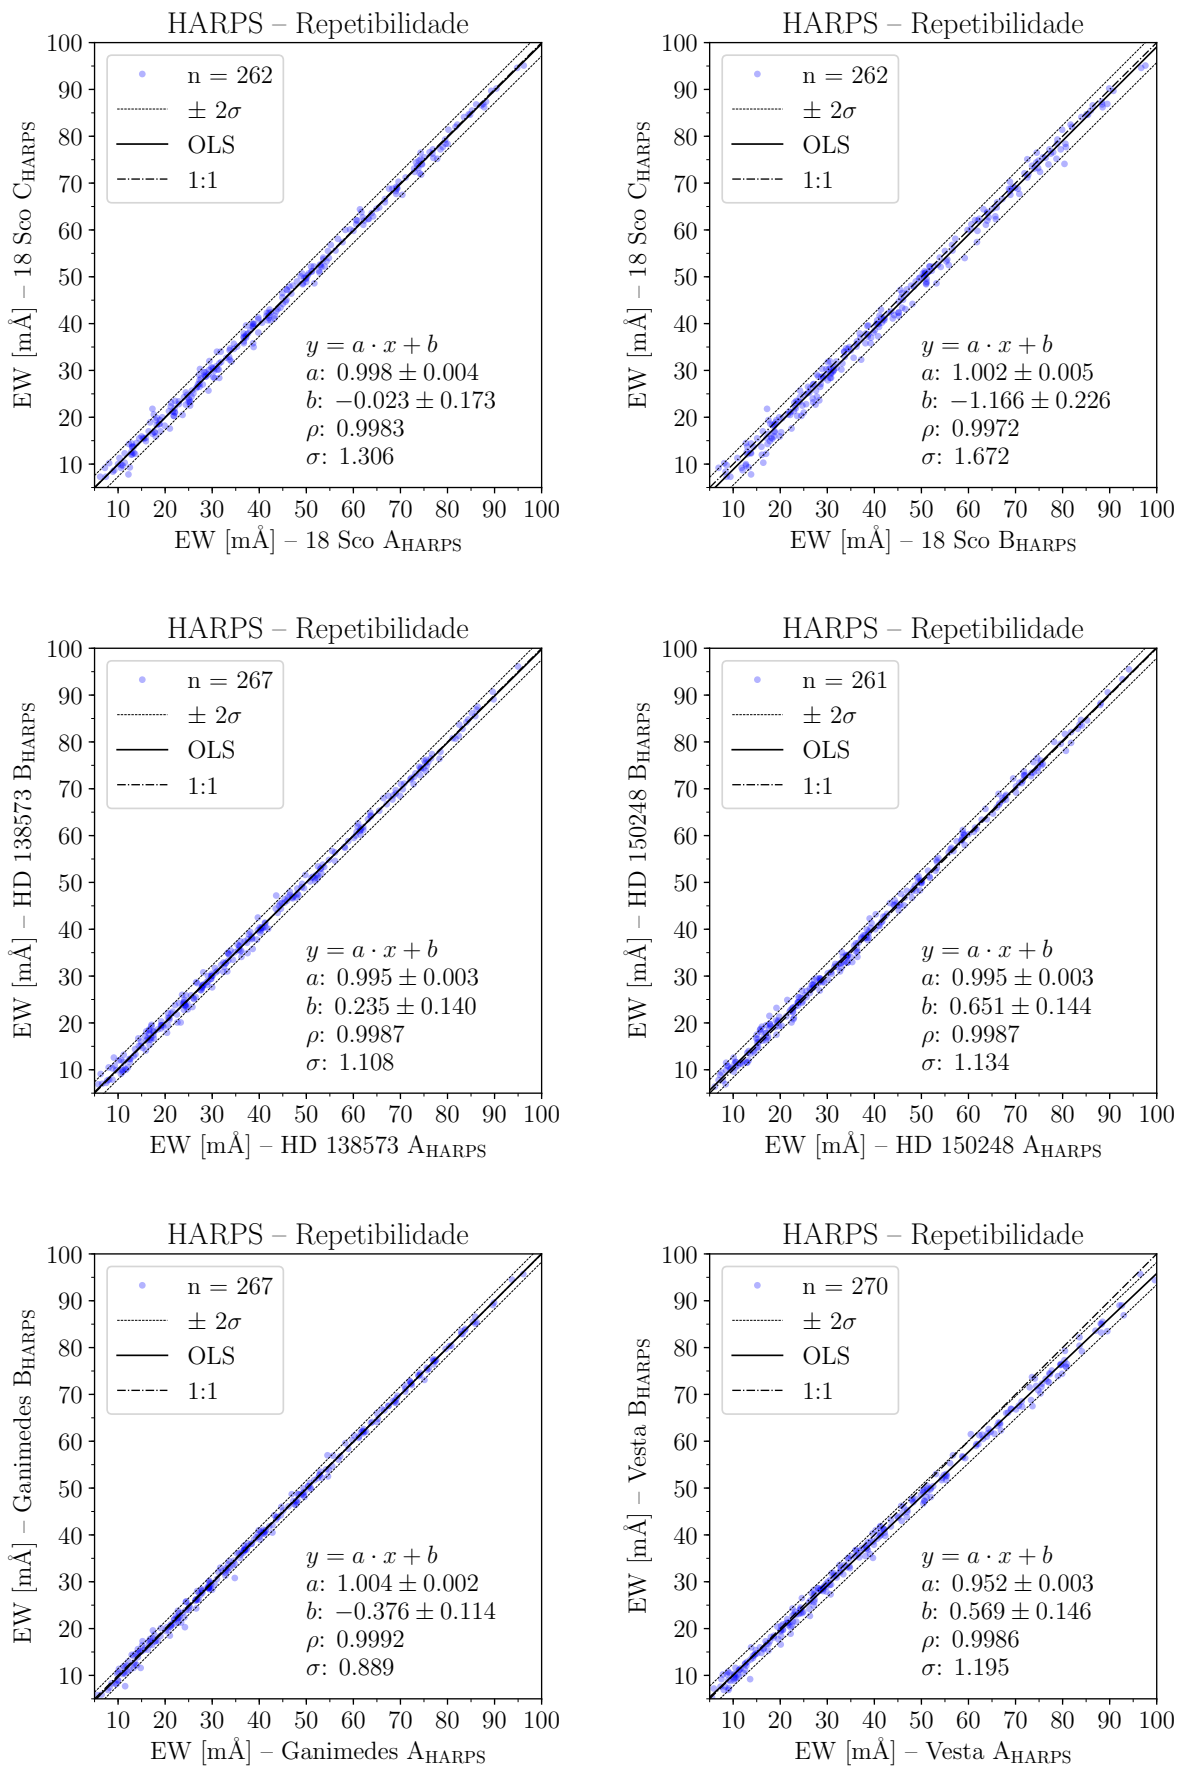 HARPS – Repetibilidade
100
90
80
70
60
50
40
30
20
10
EW [mÅ] – 18 Sco C_HARPS
n = 262
± 2σ
OLS
1:1
y = a · x + b
a: 0.998 ± 0.004
b: −0.023 ± 0.173
ρ: 0.9983
σ: 1.306
10 20 30 40 50 60 70 80 90 100
EW [mÅ] – 18 Sco A_HARPS
HARPS – Repetibilidade
100
90
80
70
60
50
40
30
20
10
EW [mÅ] – 18 Sco C_HARPS
n = 262
± 2σ
OLS
1:1
y = a · x + b
a: 1.002 ± 0.005
b: −1.166 ± 0.226
ρ: 0.9972
σ: 1.672
10 20 30 40 50 60 70 80 90 100
EW [mÅ] – 18 Sco B_HARPS
HARPS – Repetibilidade
100
90
80
70
60
50
40
30
20
10
EW [mÅ] – HD 138573 B_HARPS
n = 267
± 2σ
OLS
1:1
y = a · x + b
a: 0.995 ± 0.003
b: 0.235 ± 0.140
ρ: 0.9987
σ: 1.108
10 20 30 40 50 60 70 80 90 100
EW [mÅ] – HD 138573 A_HARPS
HARPS – Repetibilidade
100
90
80
70
60
50
40
30
20
10
EW [mÅ] – HD 150248 B_HARPS
n = 261
± 2σ
OLS
1:1
y = a · x + b
a: 0.995 ± 0.003
b: 0.651 ± 0.144
ρ: 0.9987
σ: 1.134
10 20 30 40 50 60 70 80 90 100
EW [mÅ] – HD 150248 A_HARPS
HARPS – Repetibilidade
100
90
80
70
60
50
40
30
20
10
EW [mÅ] – Ganimedes B_HARPS
n = 267
± 2σ
OLS
1:1
y = a · x + b
a: 1.004 ± 0.002
b: −0.376 ± 0.114
ρ: 0.9992
σ: 0.889
10 20 30 40 50 60 70 80 90 100
EW [mÅ] – Ganimedes A_HARPS
HARPS – Repetibilidade
100
90
80
70
60
50
40
30
20
10
EW [mÅ] – Vesta B_HARPS
n = 270
± 2σ
OLS
1:1
y = a · x + b
a: 0.952 ± 0.003
b: 0.569 ± 0.146
ρ: 0.9986
σ: 1.195
10 20 30 40 50 60 70 80 90 100
EW [mÅ] – Vesta A_HARPS